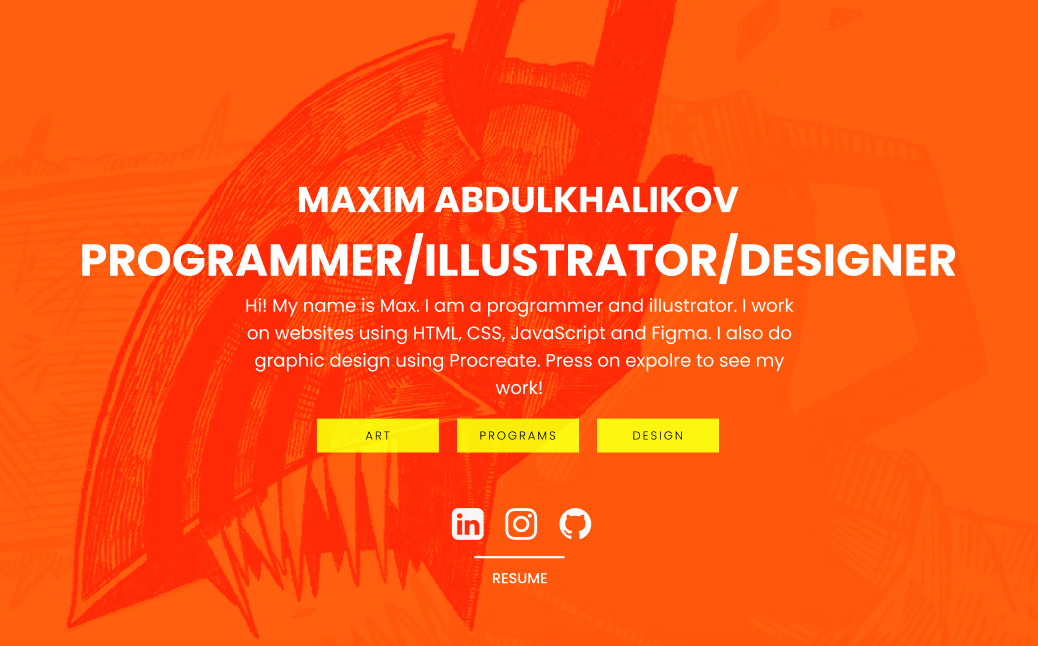 MAXIM ABDULKHALIKOV
PROGRAMMER/ILLUSTRATOR/DESIGNER
Hi! My name is Max. I am a programmer and illustrator. I work
on websites using HTML, CSS, JavaScript and Figma. I also do
graphic design using Procreate. Press on expolre to see my
work!
ART
PROGRAMS
DESIGN
in
RESUME